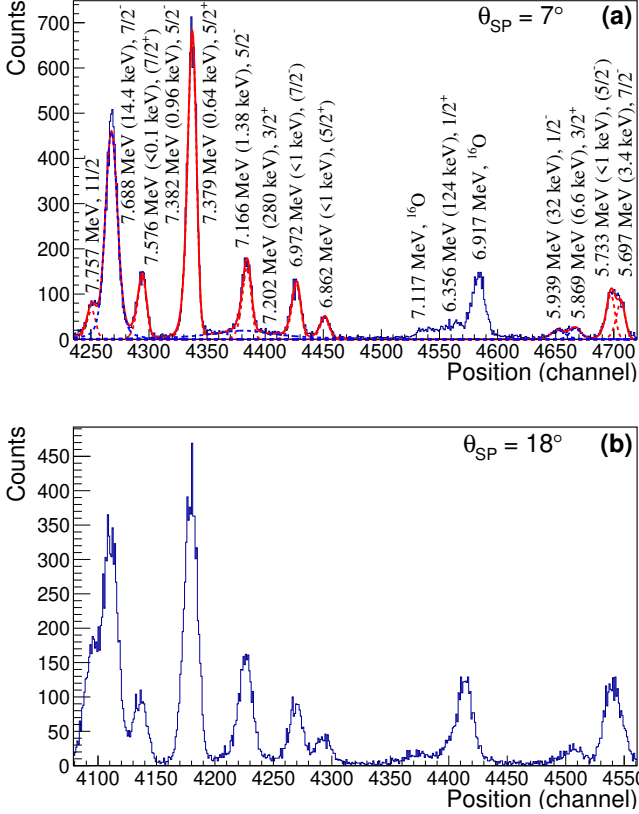 Counts
θSP = 7°
(a)
700
600
500
400
300
200
100
0
7.757 MeV, 11/2⁻
7.688 MeV (14.4 keV), 7/2⁻
7.576 MeV (<0.1 keV), (7/2⁺)
7.382 MeV (0.96 keV), 5/2⁻
7.379 MeV (0.64 keV), 5/2⁺
7.166 MeV (1.38 keV), 5/2⁻
7.202 MeV (280 keV), 3/2⁺
6.972 MeV (<1 keV), (7/2⁻)
6.862 MeV (<1 keV), (5/2⁺)
7.117 MeV, ¹⁶O
6.356 MeV (124 keV), 1/2⁺
6.917 MeV, ¹⁶O
5.939 MeV (32 keV), 1/2⁻
5.869 MeV (6.6 keV), 3/2⁺
5.733 MeV (<1 keV), (5/2⁻)
5.697 MeV (3.4 keV), 7/2⁻
4250 4300 4350 4400 4450 4500 4550 4600 4650 4700
Position (channel)
Counts
θSP = 18°
(b)
450
400
350
300
250
200
150
100
50
0
4100 4150 4200 4250 4300 4350 4400 4450 4500 4550
Position (channel)